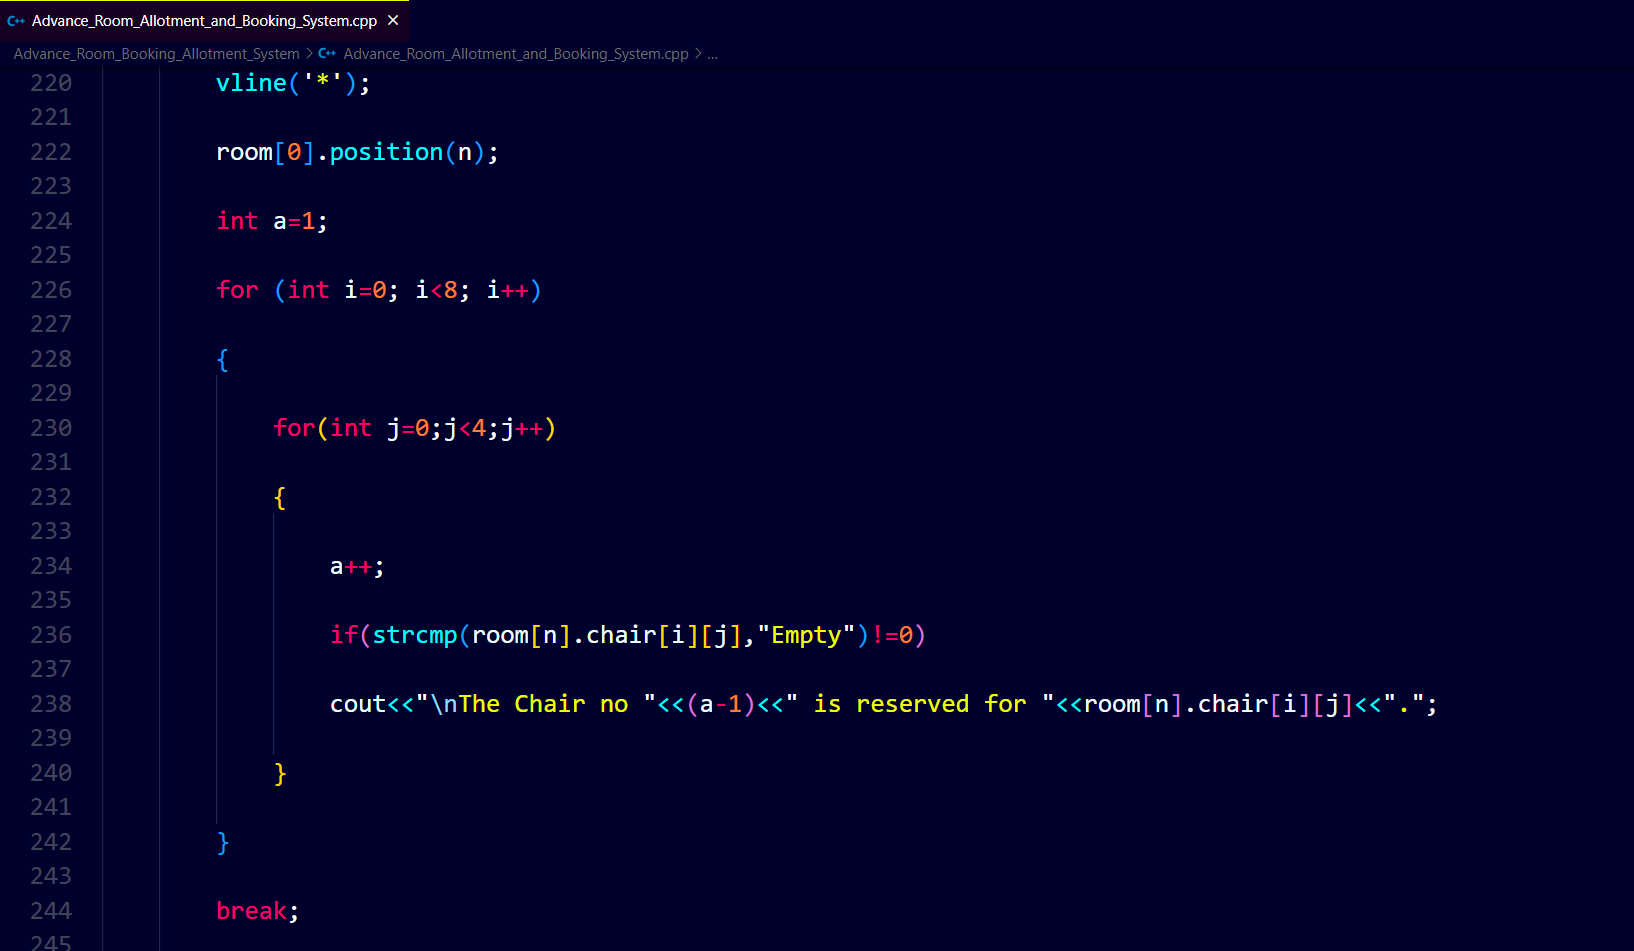 C++ Advance_Room_Allotment_and_Booking_System.cpp ×
Advance_Room_Booking_Allotment_System > C++ Advance_Room_Allotment_and_Booking_System.cpp > ...
220 vline('*');
221
222 room[0].position(n);
223
224 int a=1;
225
226 for (int i=0; i<8; i++)
227
228 {
229
230 for(int j=0;j<4;j++)
231
232 {
233
234 a++;
235
236 if(strcmp(room[n].chair[i][j],"Empty")!=0)
237
238 cout<<"\nThe Chair no "<<(a-1)<<" is reserved for "<<room[n].chair[i][j]<<".";
239
240 }
241
242 }
243
244 break;
245